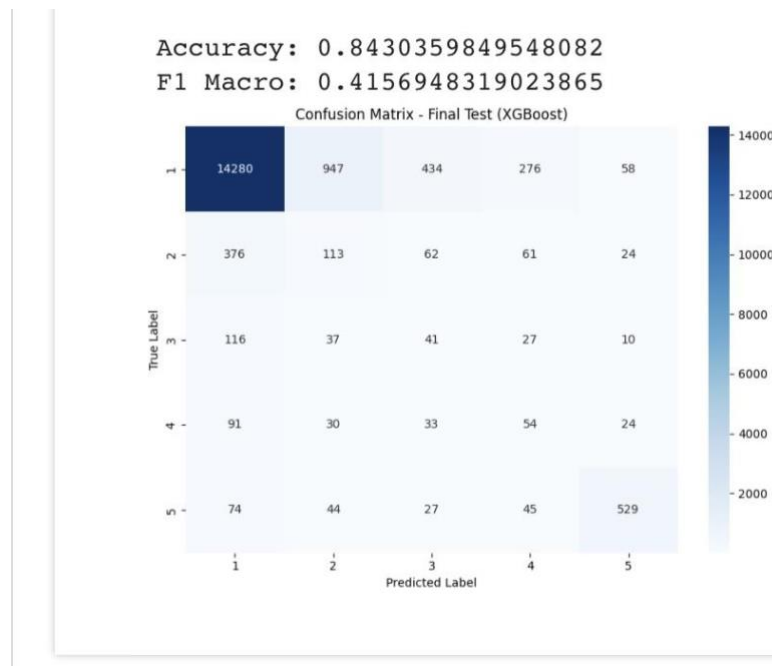 Accuracy: 0.8430359849548082
F1 Macro: 0.4156948319023865
Confusion Matrix - Final Test (XGBoost)
1 14280 947 434 276 58
2 376 113 62 61 24
3 116 37 41 27 10
4 91 30 33 54 24
5 74 44 27 45 529
1 2 3 4 5
True Label
Predicted Label
14000
12000
10000
8000
6000
4000
2000